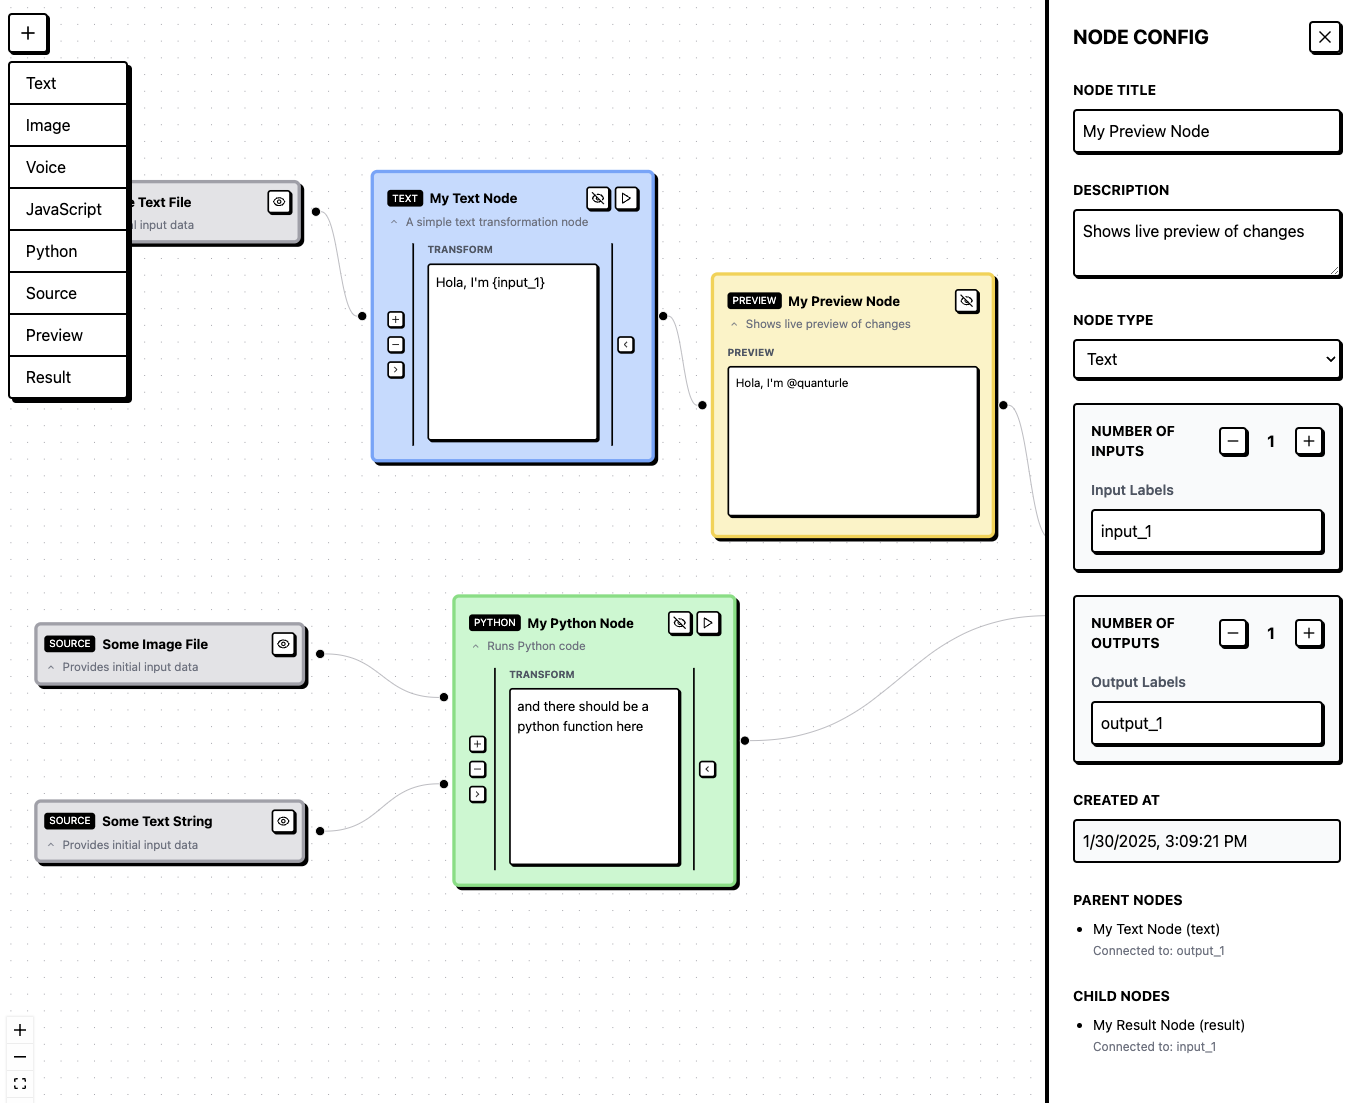 Text
Image
Voice
JavaScript
Python
Source
Preview
Result
Text File
input data
TEXT My Text Node
A simple text transformation node
TRANSFORM
Hola, I'm {input_1}
PREVIEW My Preview Node
Shows live preview of changes
PREVIEW
Hola, I'm @quanturle
SOURCE Some Image File
Provides initial input data
SOURCE Some Text String
Provides initial input data
PYTHON My Python Node
Runs Python code
TRANSFORM
and there should be a
python function here
NODE CONFIG
NODE TITLE
My Preview Node
DESCRIPTION
Shows live preview of changes
NODE TYPE
Text
NUMBER OF
INPUTS
1
Input Labels
input_1
NUMBER OF
OUTPUTS
1
Output Labels
output_1
CREATED AT
1/30/2025, 3:09:21 PM
PARENT NODES
My Text Node (text)
Connected to: output_1
CHILD NODES
My Result Node (result)
Connected to: input_1